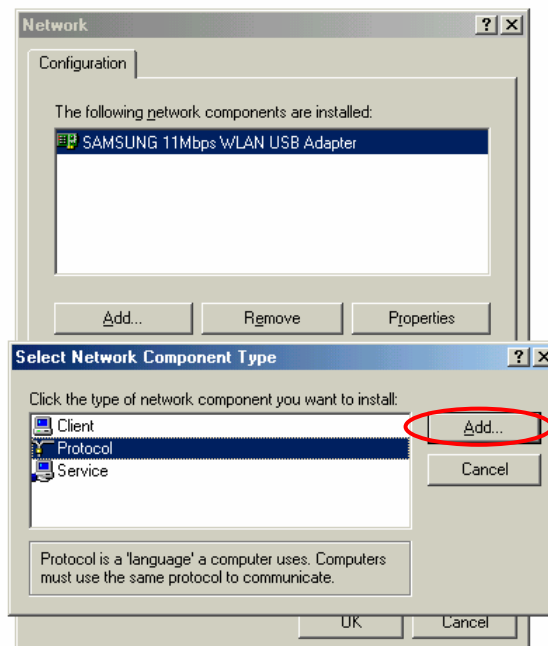 Network
Configuration
The following network components are installed:
SAMSUNG 11Mbps WLAN USB Adapter
Add... Remove Properties
Select Network Component Type
Click the type of network component you want to install:
Client
Protocol
Service
Add...
Cancel
Protocol is a 'language' a computer uses. Computers
must use the same protocol to communicate.
OK Cancel